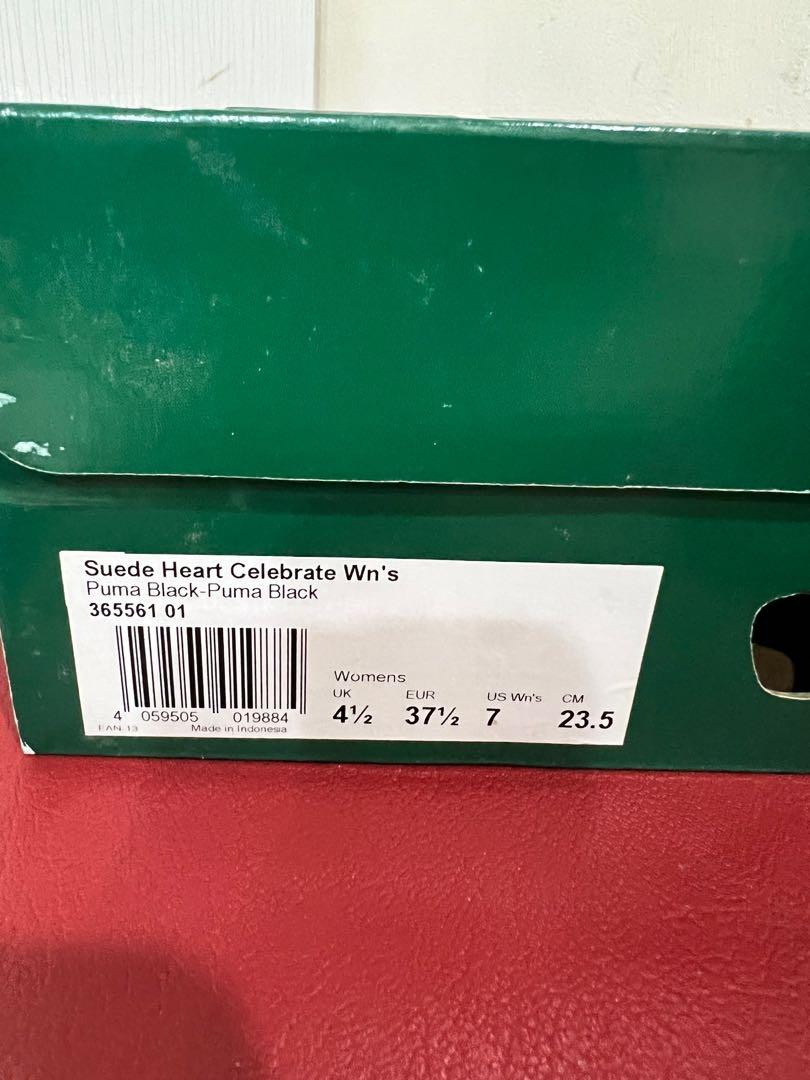 Suede Heart Celebrate Wn's
Puma Black-Puma Black
365561 01
4 059505 019884
EAN 13 Made in Indonesia
Womens
UK EUR US Wn's CM
4½ 37½ 7 23.5